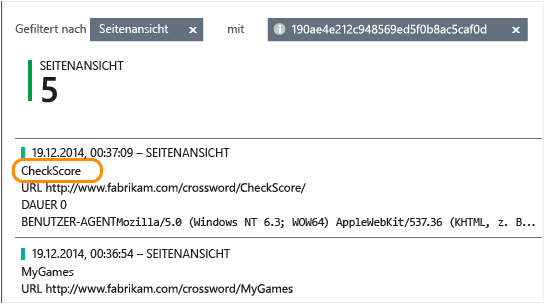 Gefiltert nach Seitenansicht x mit i 190ae4e212c948569ed5f0b8ac5caf0d x
SEITENANSICHT
5
19.12.2014, 00:37:09 – SEITENANSICHT
CheckScore
URL http://www.fabrikam.com/crossword/CheckScore/
DAUER 0
BENUTZER-AGENTMozilla/5.0 (Windows NT 6.3; WOW64) AppleWebKit/537.36 (KHTML, z. B...
19.12.2014, 00:36:54 – SEITENANSICHT
MyGames
URL http://www.fabrikam.com/crossword/MyGames